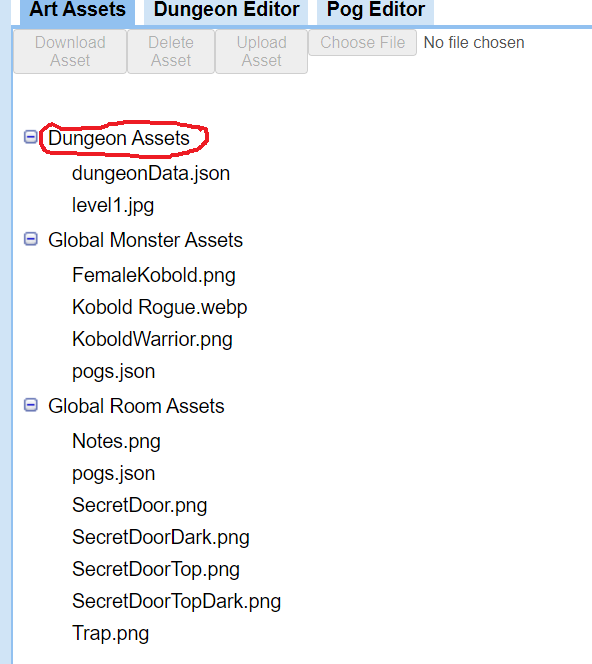 Art Assets Dungeon Editor Pog Editor
Download Asset Delete Asset Upload Asset Choose File No file chosen
Dungeon Assets
dungeonData.json
level1.jpg
Global Monster Assets
FemaleKobold.png
Kobold Rogue.webp
KoboldWarrior.png
pogs.json
Global Room Assets
Notes.png
pogs.json
SecretDoor.png
SecretDoorDark.png
SecretDoorTop.png
SecretDoorTopDark.png
Trap.png